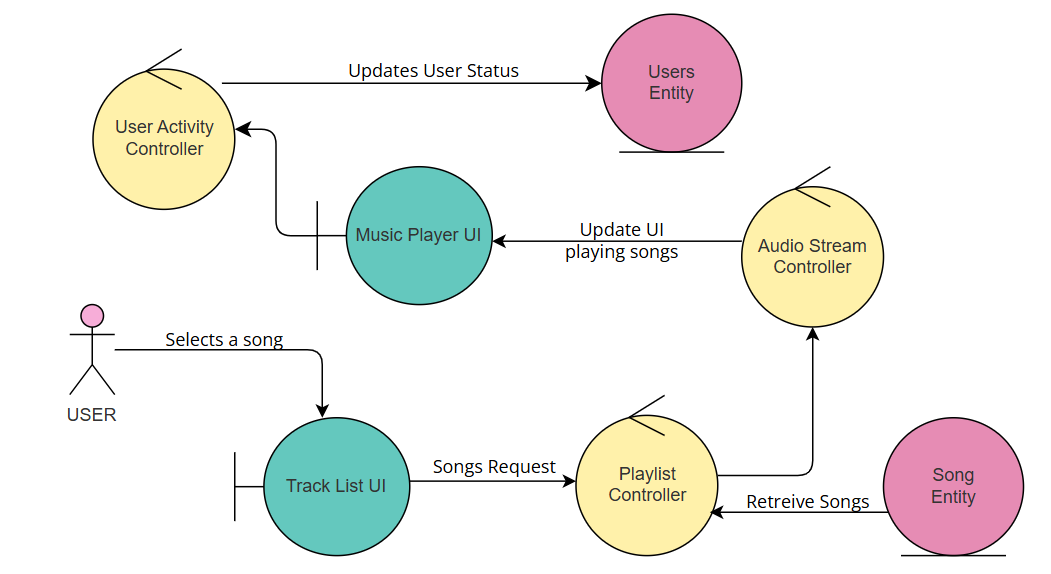 Updates User Status
Users
Entity
User Activity
Controller
Music Player UI
Update UI
playing songs
Audio Stream
Controller
Selects a song
USER
Track List UI
Songs Request
Playlist
Controller
Retreive Songs
Song
Entity